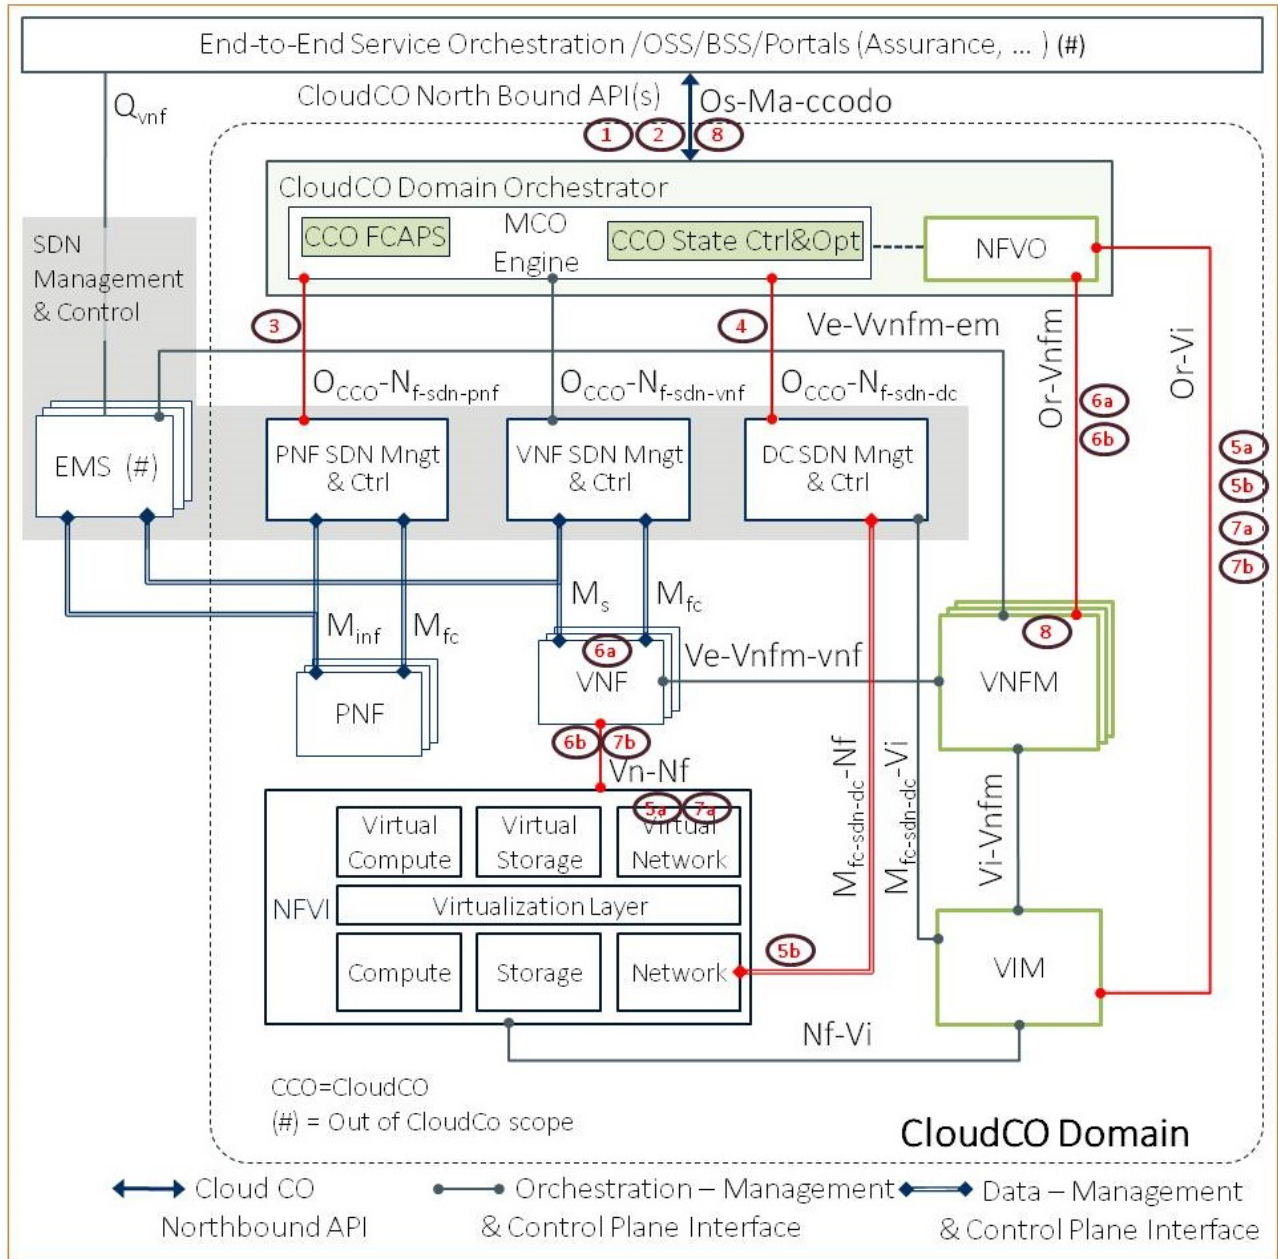 End-to-End Service Orchestration /OSS/BSS/Portals (Assurance, ... ) (#)
CloudCO North Bound API(s)
Os-Ma-ccodo
Qvnf
1
2
8
CloudCO Domain Orchestrator
CCO FCAPS
MCO
Engine
CCO State Ctrl&Opt
NFVO
SDN
Management
& Control
3
4
Ve-Vvnfm-em
Or-Vnfm
Or-Vi
OCCO-Nf-sdn-pnf
OCCO-Nf-sdn-vnf
OCCO-Nf-sdn-dc
6a
6b
5a
5b
7a
7b
EMS (#)
PNF SDN Mngt
& Ctrl
VNF SDN Mngt
& Ctrl
DC SDN Mngt
& Ctrl
Minf
Mfc
Ms
Mfc
6a
VNF
Ve-Vnfm-vnf
8
VNFM
PNF
6b
7b
Vn-Nf
Mfc-sdn-dc-Nf
Mfc-sdn-dc-Vi
Vi-Vnfm
5a
7a
Virtual
Compute
Virtual
Storage
Virtual
Network
NFVI
Virtualization Layer
Compute
Storage
Network
5b
VIM
Nf-Vi
CCO=CloudCO
(#) = Out of CloudCo scope
CloudCO Domain
Cloud CO
Northbound API
Orchestration – Management
& Control Plane Interface
Data – Management
& Control Plane Interface